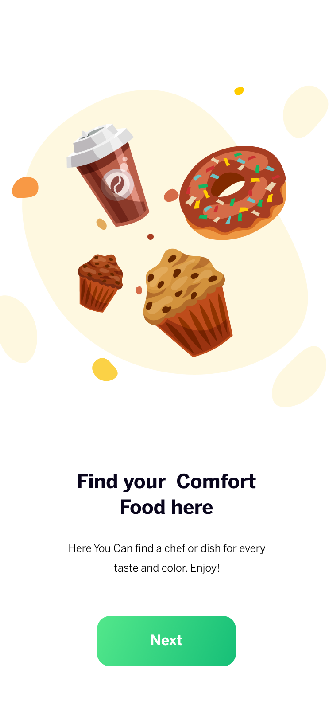 Find your  Comfort
Food here
Here You Can find a chef or dish for every
taste and color. Enjoy!
Next